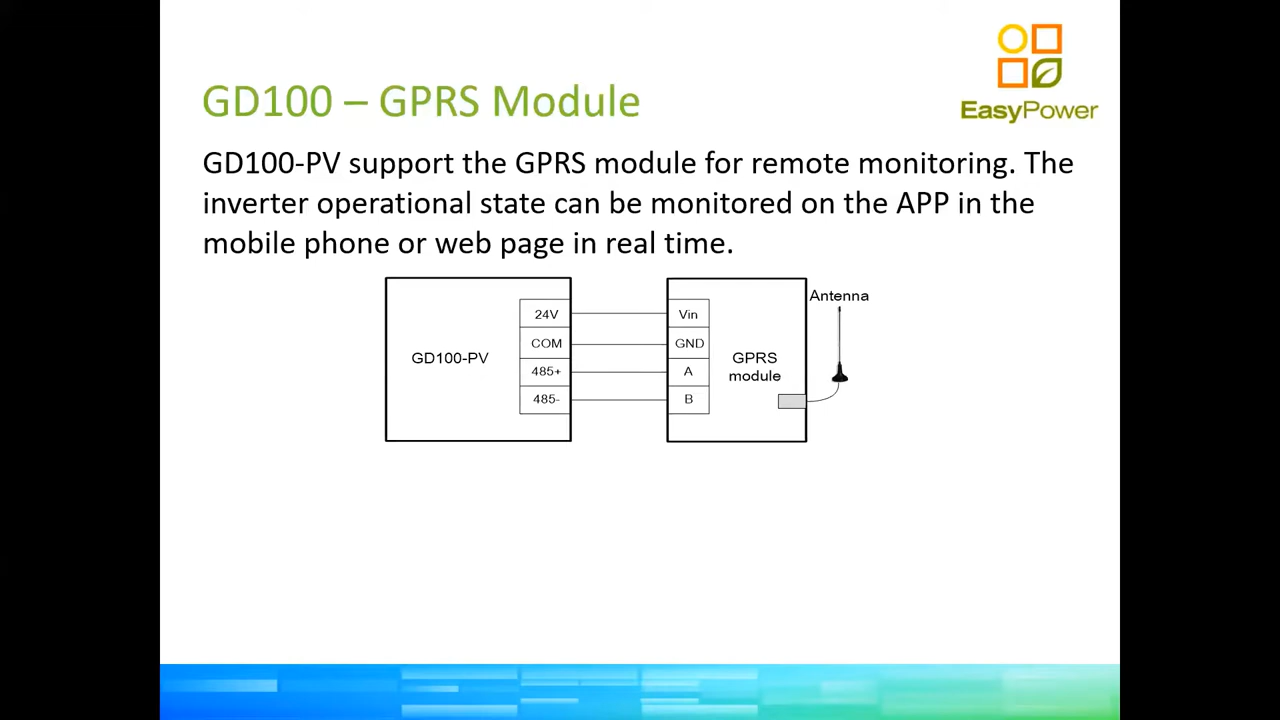 EasyPower
GD100 – GPRS Module
GD100-PV support the GPRS module for remote monitoring. The
inverter operational state can be monitored on the APP in the
mobile phone or web page in real time.
Antenna
24V
Vin
COM
GND
GD100-PV
GPRS
module
485+
A
485-
B